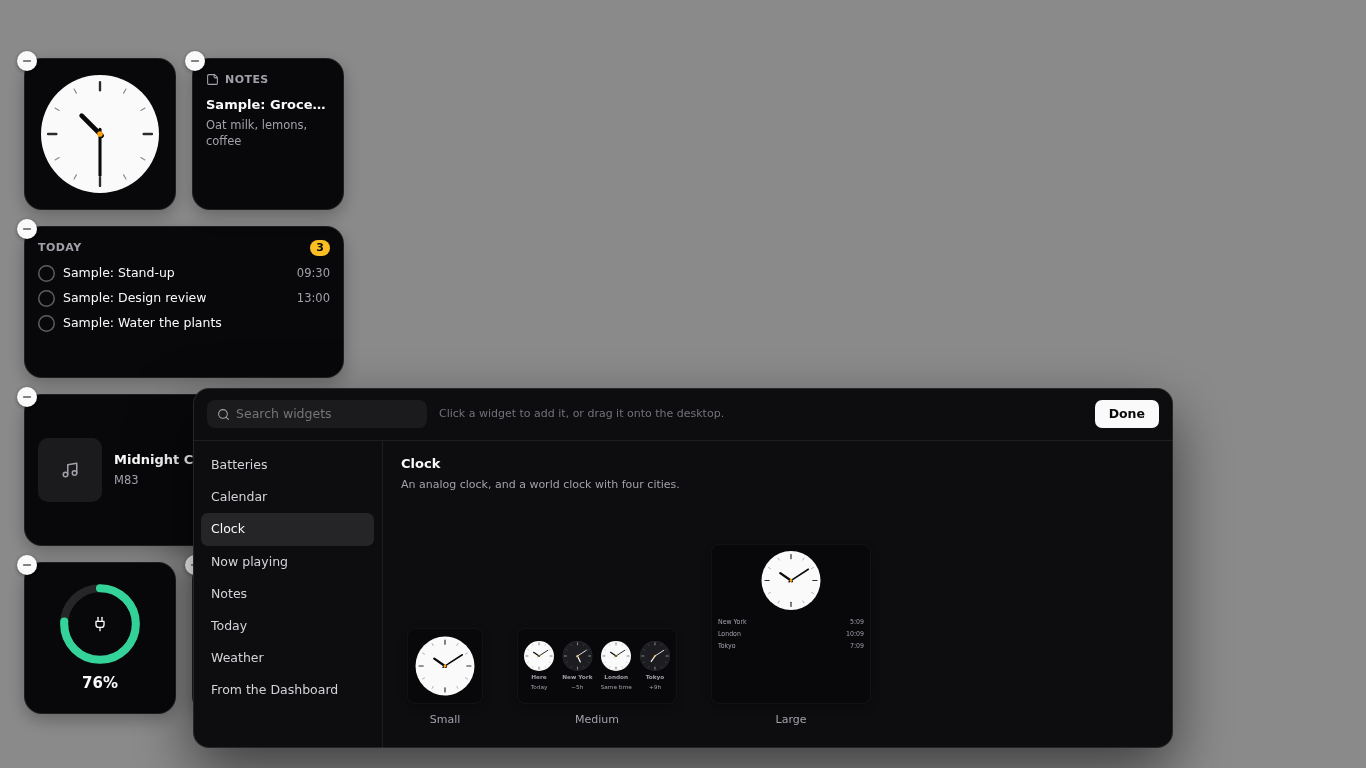 NOTES
Sample: Groce…
Oat milk, lemons,
coffee
TODAY
3
Sample: Stand-up
09:30
Sample: Design review
13:00
Sample: Water the plants
Midnight C
M83
76%
Search widgets
Click a widget to add it, or drag it onto the desktop.
Done
Batteries
Calendar
Clock
Now playing
Notes
Today
Weather
From the Dashboard
Clock
An analog clock, and a world clock with four cities.
Small
Here
New York
London
Tokyo
Today
−5h
Same time
+9h
Medium
New York
5:09
London
10:09
Tokyo
7:09
Large